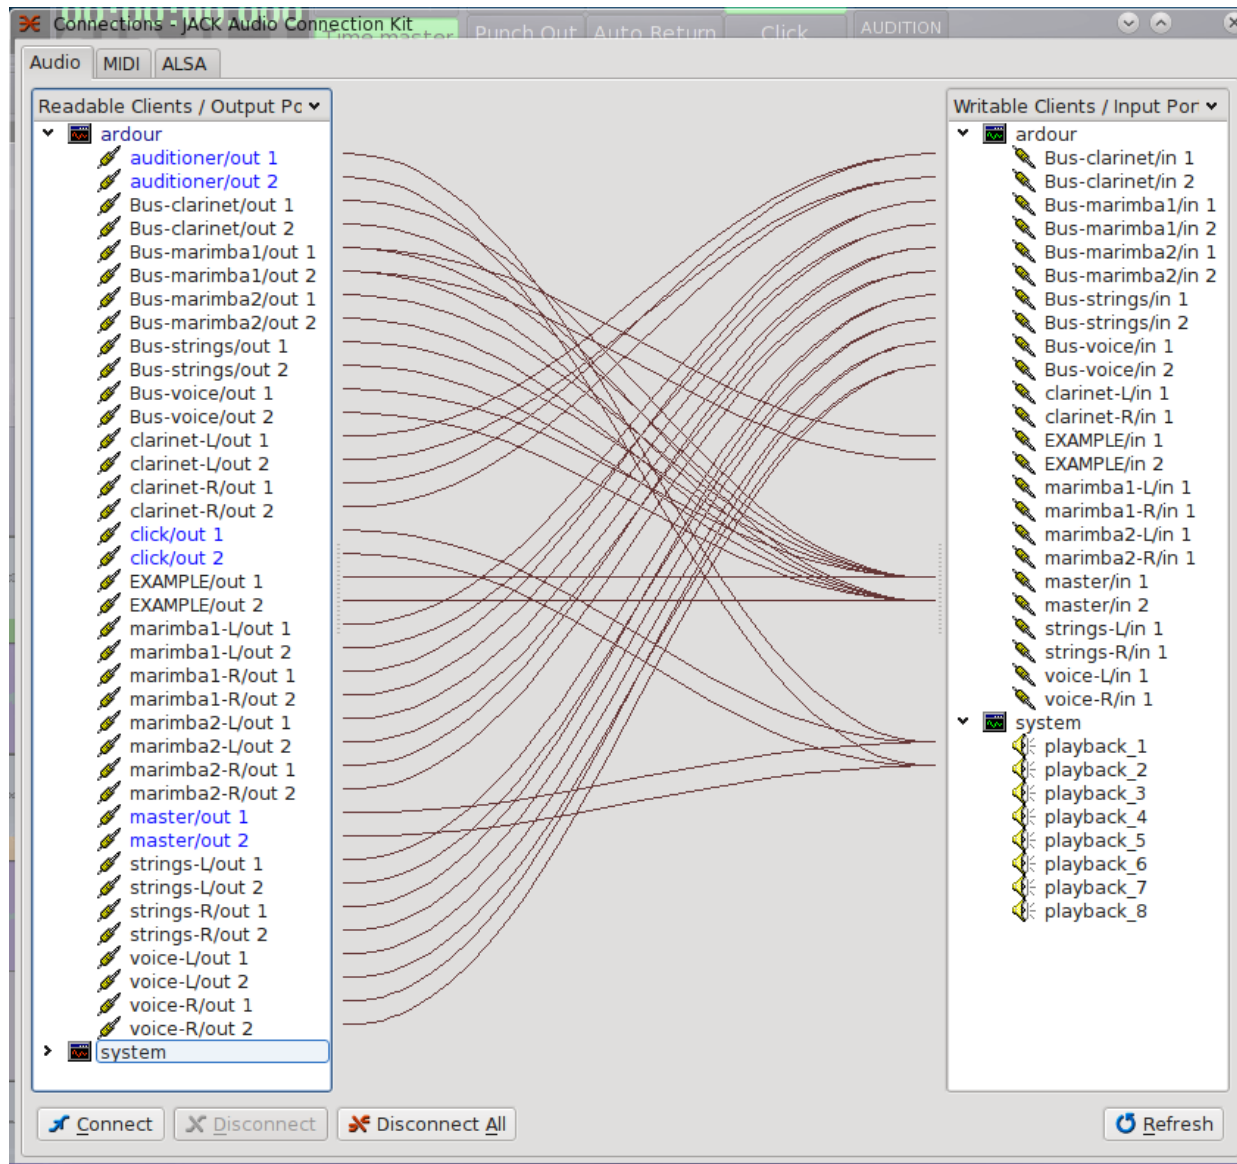 Connections - JACK Audio Connection Kit
Time master
Punch Out
Auto Return
Click
AUDITION
Audio
MIDI
ALSA
Readable Clients / Output Po
ardour
auditioner/out 1
auditioner/out 2
Bus-clarinet/out 1
Bus-clarinet/out 2
Bus-marimba1/out 1
Bus-marimba1/out 2
Bus-marimba2/out 1
Bus-marimba2/out 2
Bus-strings/out 1
Bus-strings/out 2
Bus-voice/out 1
Bus-voice/out 2
clarinet-L/out 1
clarinet-L/out 2
clarinet-R/out 1
clarinet-R/out 2
click/out 1
click/out 2
EXAMPLE/out 1
EXAMPLE/out 2
marimba1-L/out 1
marimba1-L/out 2
marimba1-R/out 1
marimba1-R/out 2
marimba2-L/out 1
marimba2-L/out 2
marimba2-R/out 1
marimba2-R/out 2
master/out 1
master/out 2
strings-L/out 1
strings-L/out 2
strings-R/out 1
strings-R/out 2
voice-L/out 1
voice-L/out 2
voice-R/out 1
voice-R/out 2
system
Writable Clients / Input Por
ardour
Bus-clarinet/in 1
Bus-clarinet/in 2
Bus-marimba1/in 1
Bus-marimba1/in 2
Bus-marimba2/in 1
Bus-marimba2/in 2
Bus-strings/in 1
Bus-strings/in 2
Bus-voice/in 1
Bus-voice/in 2
clarinet-L/in 1
clarinet-R/in 1
EXAMPLE/in 1
EXAMPLE/in 2
marimba1-L/in 1
marimba1-R/in 1
marimba2-L/in 1
marimba2-R/in 1
master/in 1
master/in 2
strings-L/in 1
strings-R/in 1
voice-L/in 1
voice-R/in 1
system
playback_1
playback_2
playback_3
playback_4
playback_5
playback_6
playback_7
playback_8
Connect
Disconnect
Disconnect All
Refresh